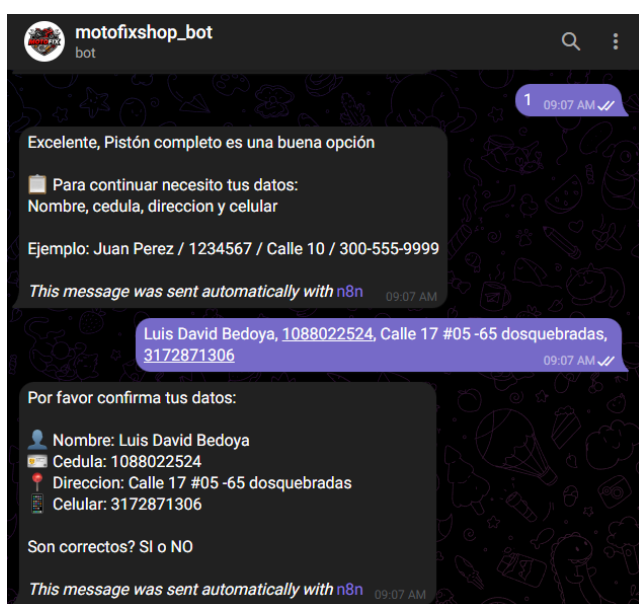 motofixshop_bot
bot
1 09:07 AM
Excelente, Pistón completo es una buena opción
Para continuar necesito tus datos:
Nombre, cedula, direccion y celular
Ejemplo: Juan Perez / 1234567 / Calle 10 / 300-555-9999
This message was sent automatically with n8n 09:07 AM
Luis David Bedoya, 1088022524, Calle 17 #05 -65 dosquebradas,
3172871306 09:07 AM
Por favor confirma tus datos:
Nombre: Luis David Bedoya
Cedula: 1088022524
Direccion: Calle 17 #05 -65 dosquebradas
Celular: 3172871306
Son correctos? SI o NO
This message was sent automatically with n8n 09:07 AM